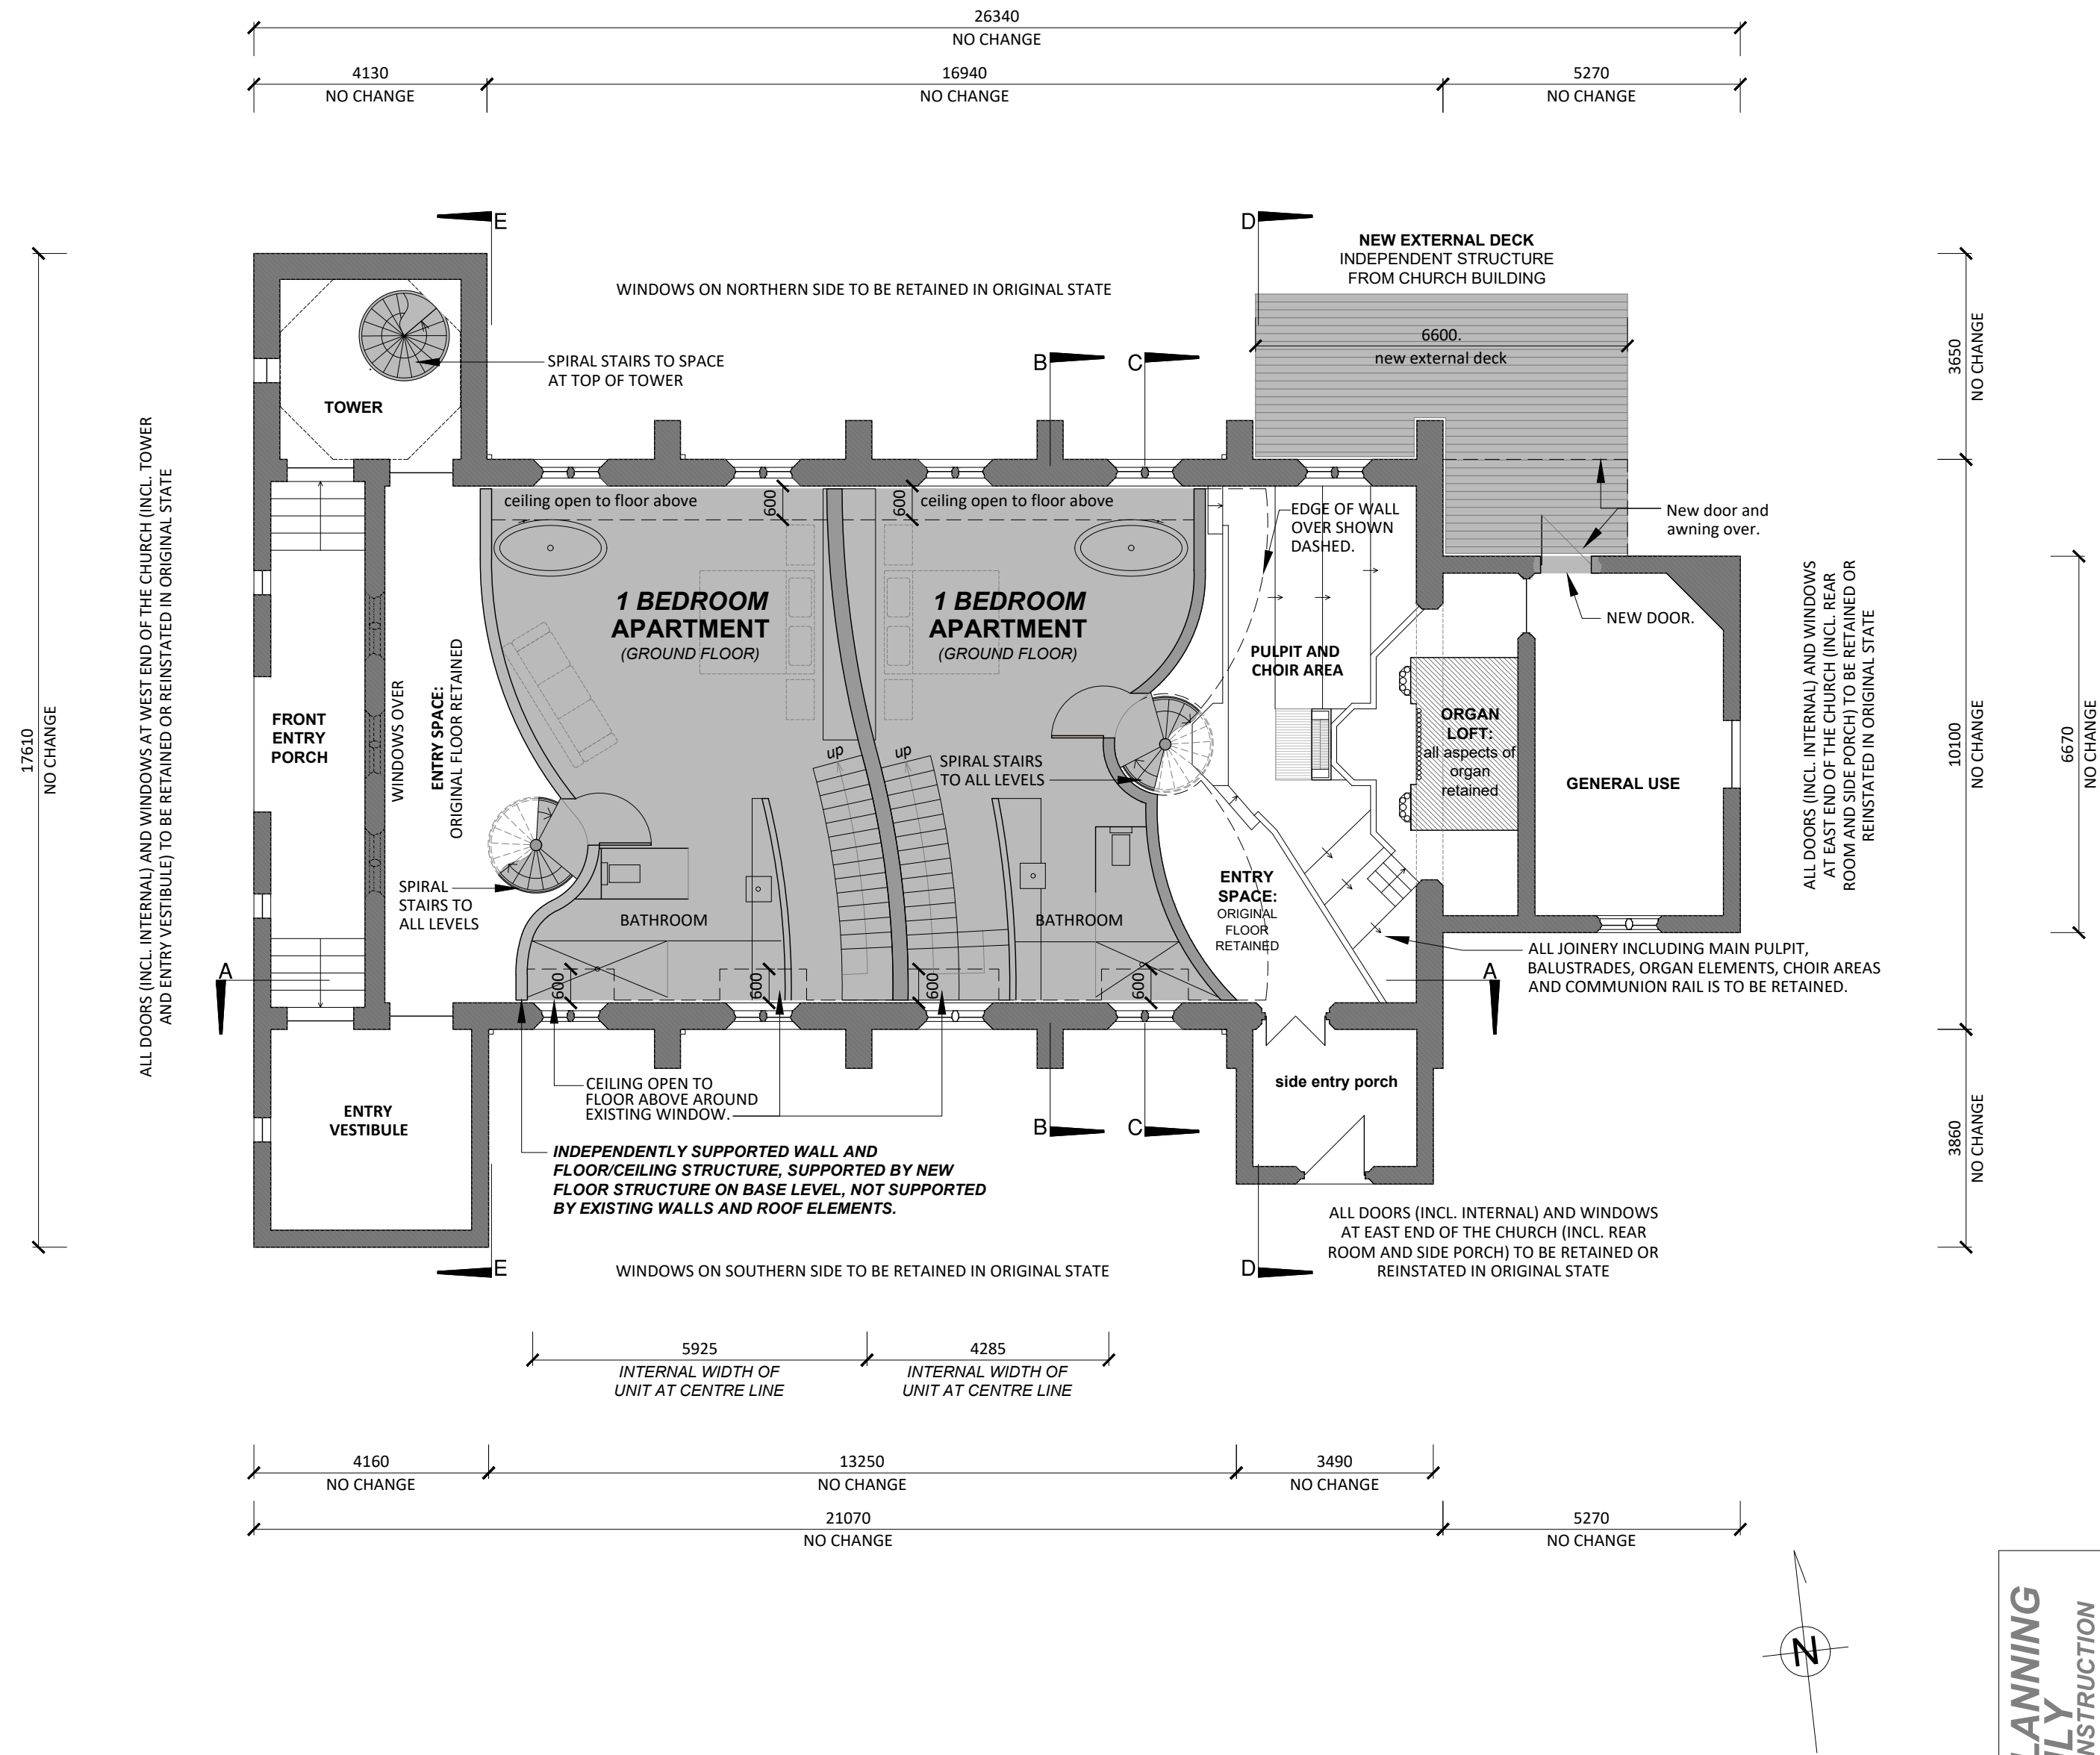 26340
NO CHANGE
4130
NO CHANGE
16940
NO CHANGE
5270
NO CHANGE
E
D
NEW EXTERNAL DECK
INDEPENDENT STRUCTURE
FROM CHURCH BUILDING
WINDOWS ON NORTHERN SIDE TO BE RETAINED IN ORIGINAL STATE
6600.
new external deck
3650
NO CHANGE
B
C
SPIRAL STAIRS TO SPACE
AT TOP OF TOWER
TOWER
ceiling open to floor above
600
600
ceiling open to floor above
EDGE OF WALL
OVER SHOWN
DASHED.
New door and
awning over.
1 BEDROOM
APARTMENT
(GROUND FLOOR)
1 BEDROOM
APARTMENT
(GROUND FLOOR)
NEW DOOR.
PULPIT AND
CHOIR AREA
ALL DOORS (INCL. INTERNAL) AND WINDOWS AT WEST END OF THE CHURCH (INCL. TOWER
AND ENTRY VESTIBULE) TO BE RETAINED OR REINSTATED IN ORIGINAL STATE
17610
NO CHANGE
FRONT
ENTRY
PORCH
WINDOWS OVER
ENTRY SPACE:
ORIGINAL FLOOR RETAINED
up
up
SPIRAL STAIRS
TO ALL LEVELS
ORGAN
LOFT:
all aspects of
organ
retained
GENERAL USE
ALL DOORS (INCL. INTERNAL) AND WINDOWS
AT EAST END OF THE CHURCH (INCL. REAR
ROOM AND SIDE PORCH) TO BE RETAINED OR
REINSTATED IN ORIGINAL STATE
10100
NO CHANGE
6670
NO CHANGE
SPIRAL
STAIRS TO
ALL LEVELS
BATHROOM
BATHROOM
ENTRY
SPACE:
ORIGINAL
FLOOR
RETAINED
ALL JOINERY INCLUDING MAIN PULPIT,
BALUSTRADES, ORGAN ELEMENTS, CHOIR AREAS
AND COMMUNION RAIL IS TO BE RETAINED.
A
A
600
600
600
600
CEILING OPEN TO
FLOOR ABOVE AROUND
EXISTING WINDOW.
side entry porch
ENTRY
VESTIBULE
B
C
3860
NO CHANGE
INDEPENDENTLY SUPPORTED WALL AND
FLOOR/CEILING STRUCTURE, SUPPORTED BY NEW
FLOOR STRUCTURE ON BASE LEVEL, NOT SUPPORTED
BY EXISTING WALLS AND ROOF ELEMENTS.
ALL DOORS (INCL. INTERNAL) AND WINDOWS
AT EAST END OF THE CHURCH (INCL. REAR
ROOM AND SIDE PORCH) TO BE RETAINED OR
REINSTATED IN ORIGINAL STATE
E
WINDOWS ON SOUTHERN SIDE TO BE RETAINED IN ORIGINAL STATE
D
5925
INTERNAL WIDTH OF
UNIT AT CENTRE LINE
4285
INTERNAL WIDTH OF
UNIT AT CENTRE LINE
4160
NO CHANGE
13250
NO CHANGE
3490
NO CHANGE
21070
NO CHANGE
5270
NO CHANGE
N